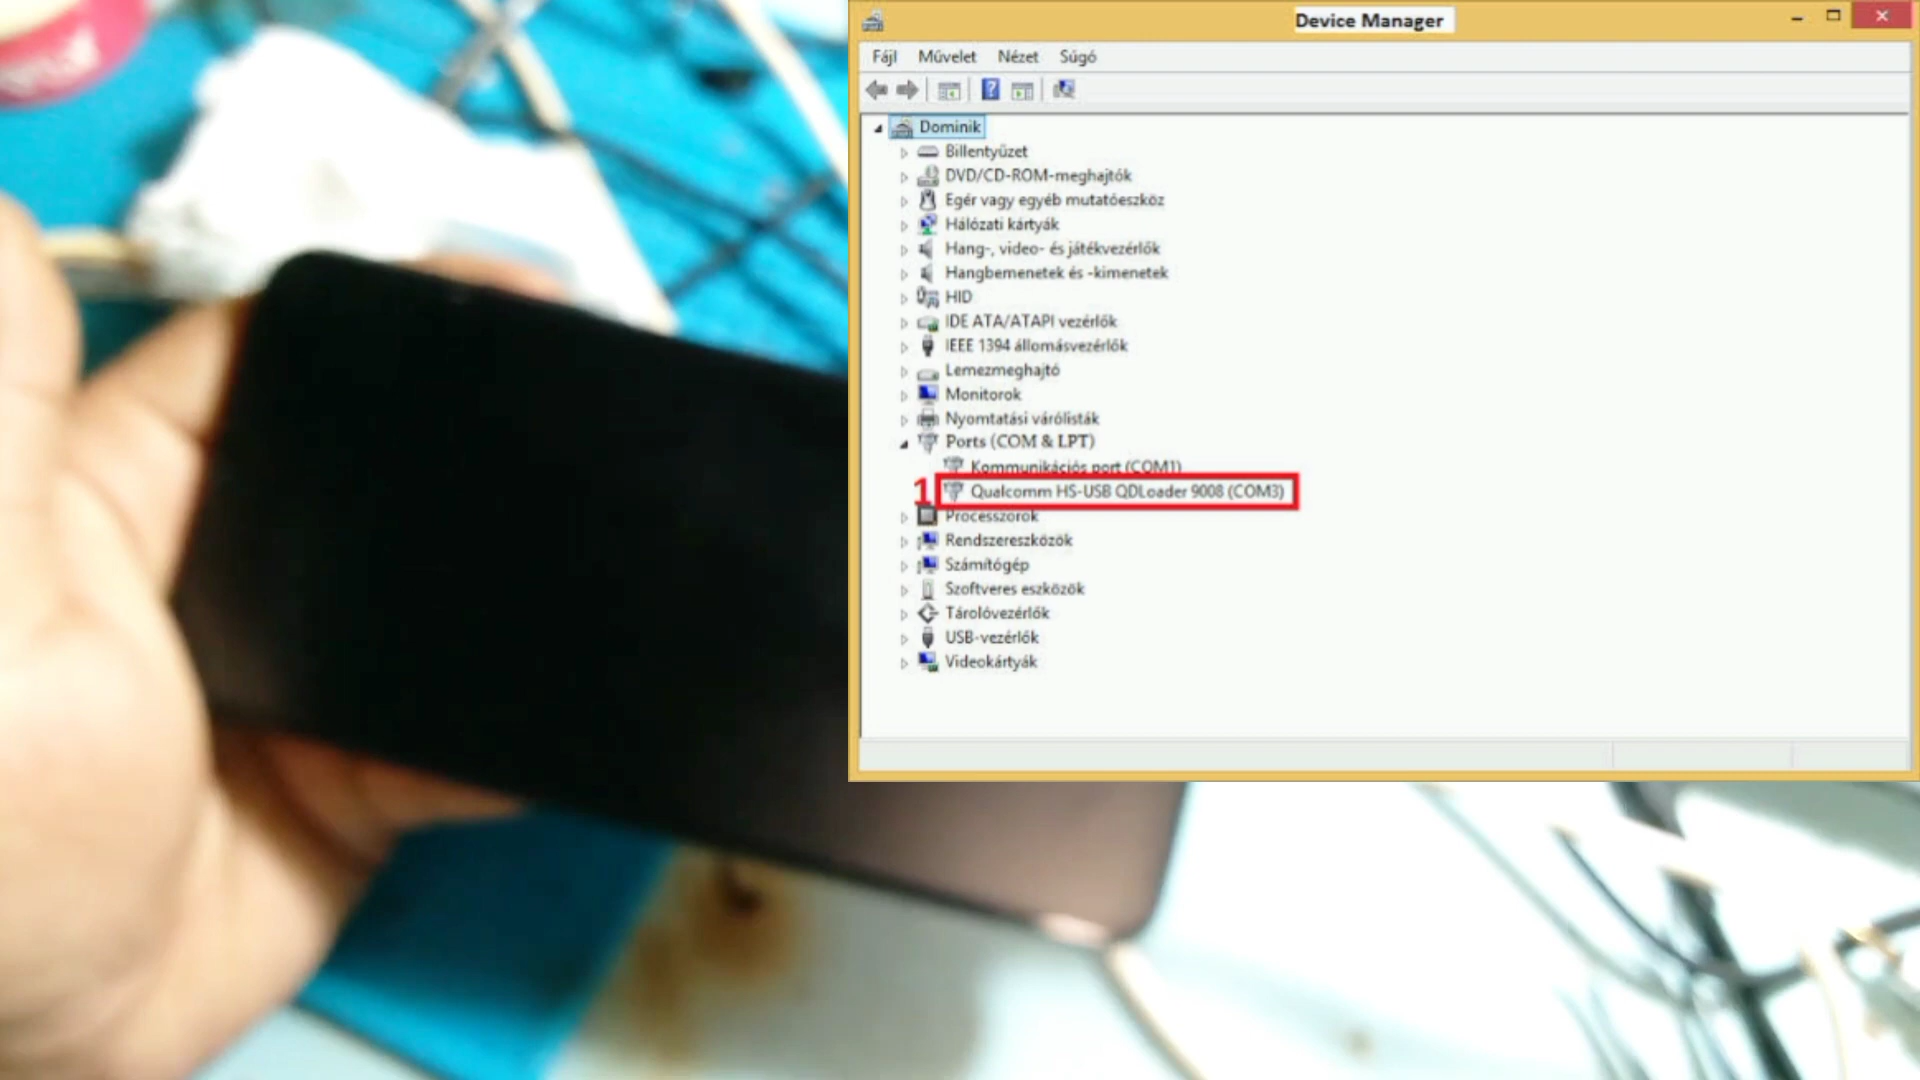 Device Manager
Fájl Művelet Nézet Súgó
Dominik
Billentyűzet
DVD/CD-ROM-meghajtók
Egér vagy egyéb mutatóeszköz
Hálózati kártyák
Hang-, video- és játékvezérlők
Hangbemenetek és -kimenetek
HID
IDE ATA/ATAPI vezérlők
IEEE 1394 állomásvezérlők
Lemezmeghajtó
Monitorok
Nyomtatási várólisták
Ports (COM & LPT)
Kommunikációs port (COM1)
1 Qualcomm HS-USB QDLoader 9008 (COM3)
Processzorok
Rendszereszközök
Számítógép
Szoftveres eszközök
Tárolóvezérlők
USB-vezérlők
Videokártyák